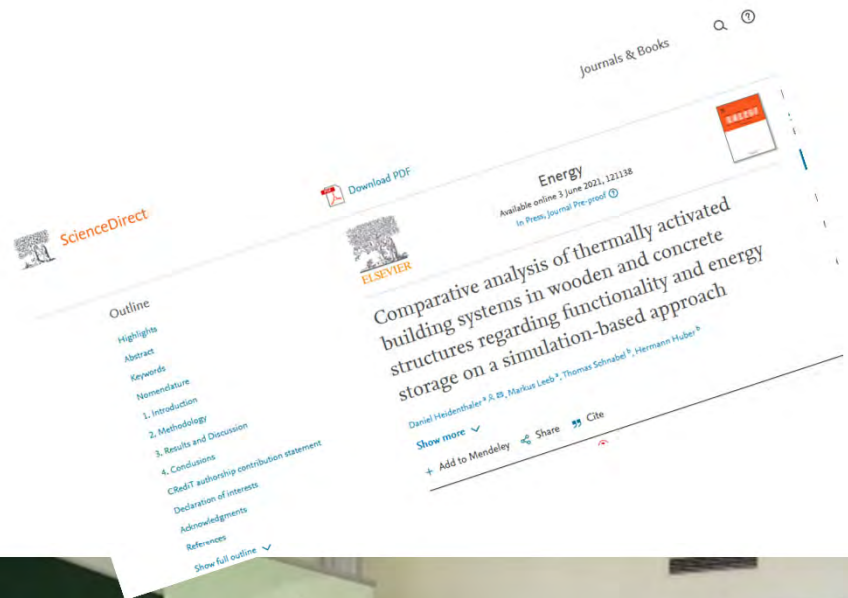 Journals & Books
ScienceDirect
Download PDF
ELSEVIER
Energy
Available online 3 June 2021, 121138
In Press, Journal Pre-proof
ENERGY
Comparative analysis of thermally activated
building systems in wooden and concrete
structures regarding functionality and energy
storage on a simulation-based approach
Daniel Heidenthaler a, Markus Leeb a, Thomas Schnabel b, Hermann Huber b
Show more
+ Add to Mendeley Share Cite
Outline
Highlights
Abstract
Keywords
Nomenclature
1. Introduction
2. Methodology
3. Results and Discussion
4. Conclusions
CRediT authorship contribution statement
Declaration of interests
Acknowledgments
References
Show full outline